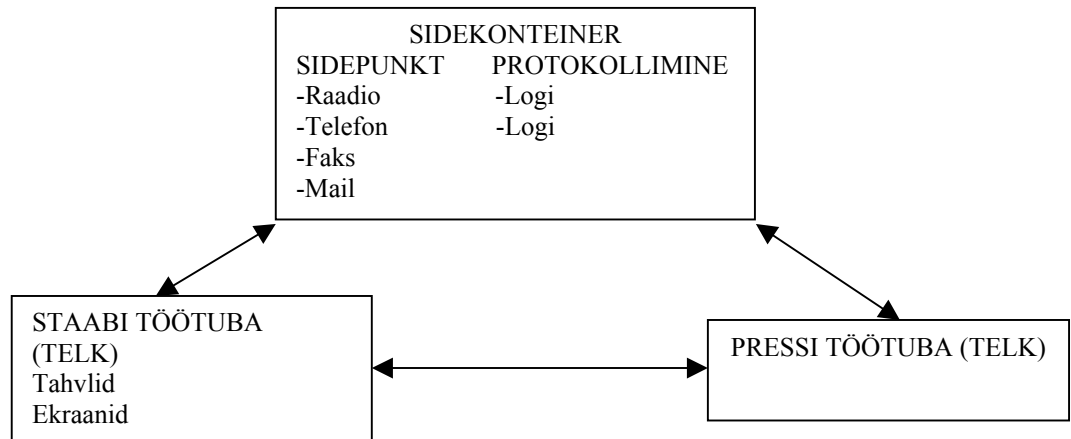 SIDEKONTEINER
SIDEPUNKT PROTOKOLLIMINE
-Raadio -Logi
-Telefon -Logi
-Faks
-Mail
STAABI TÖÖTUBA
(TELK)
Tahvlid
Ekraanid
PRESSI TÖÖTUBA (TELK)